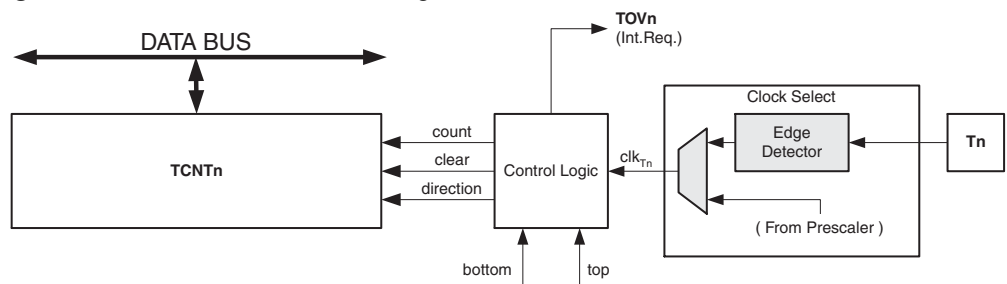 DATA BUS
TOVn
(Int.Req.)
Clock Select
TCNTn
count
clear
direction
Control Logic
clkTn
Edge
Detector
Tn
( From Prescaler )
bottom
top